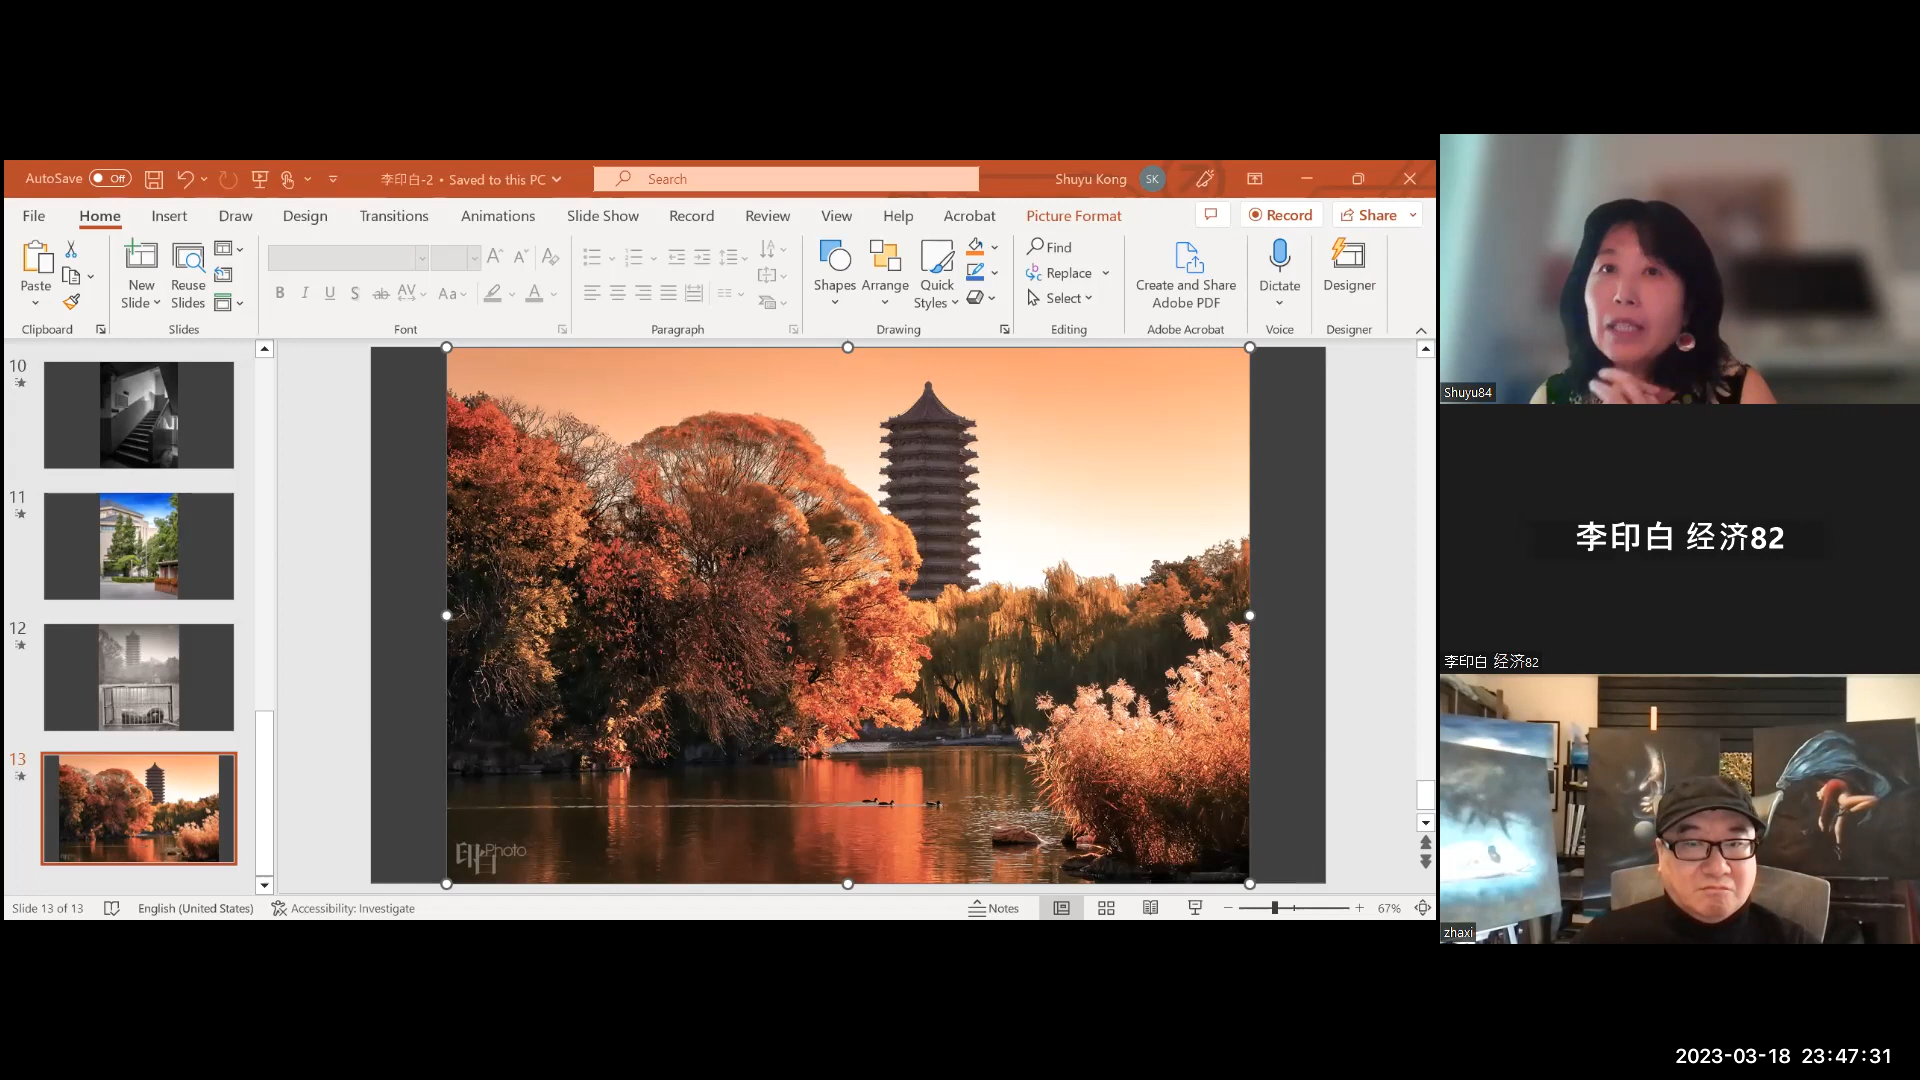 AutoSave Off 李印白-2 • Saved to this PC Search Shuyu Kong SK
File Home Insert Draw Design Transitions Animations Slide Show Record Review View Help Acrobat Picture Format Record Share
Paste New Slide Reuse Slides
B I U S ab AV Aa A
Shapes Arrange Quick Styles
Find
Replace
Select
Create and Share Adobe PDF
Dictate
Designer
Clipboard Slides Font Paragraph Drawing Editing Adobe Acrobat Voice Designer
10
11
12
13
印白Photo
Slide 13 of 13 English (United States) Accessibility: Investigate Notes 67%
Shuyu84
李印白 经济82
李印白 经济82
zhaxi
2023-03-18 23:47:31